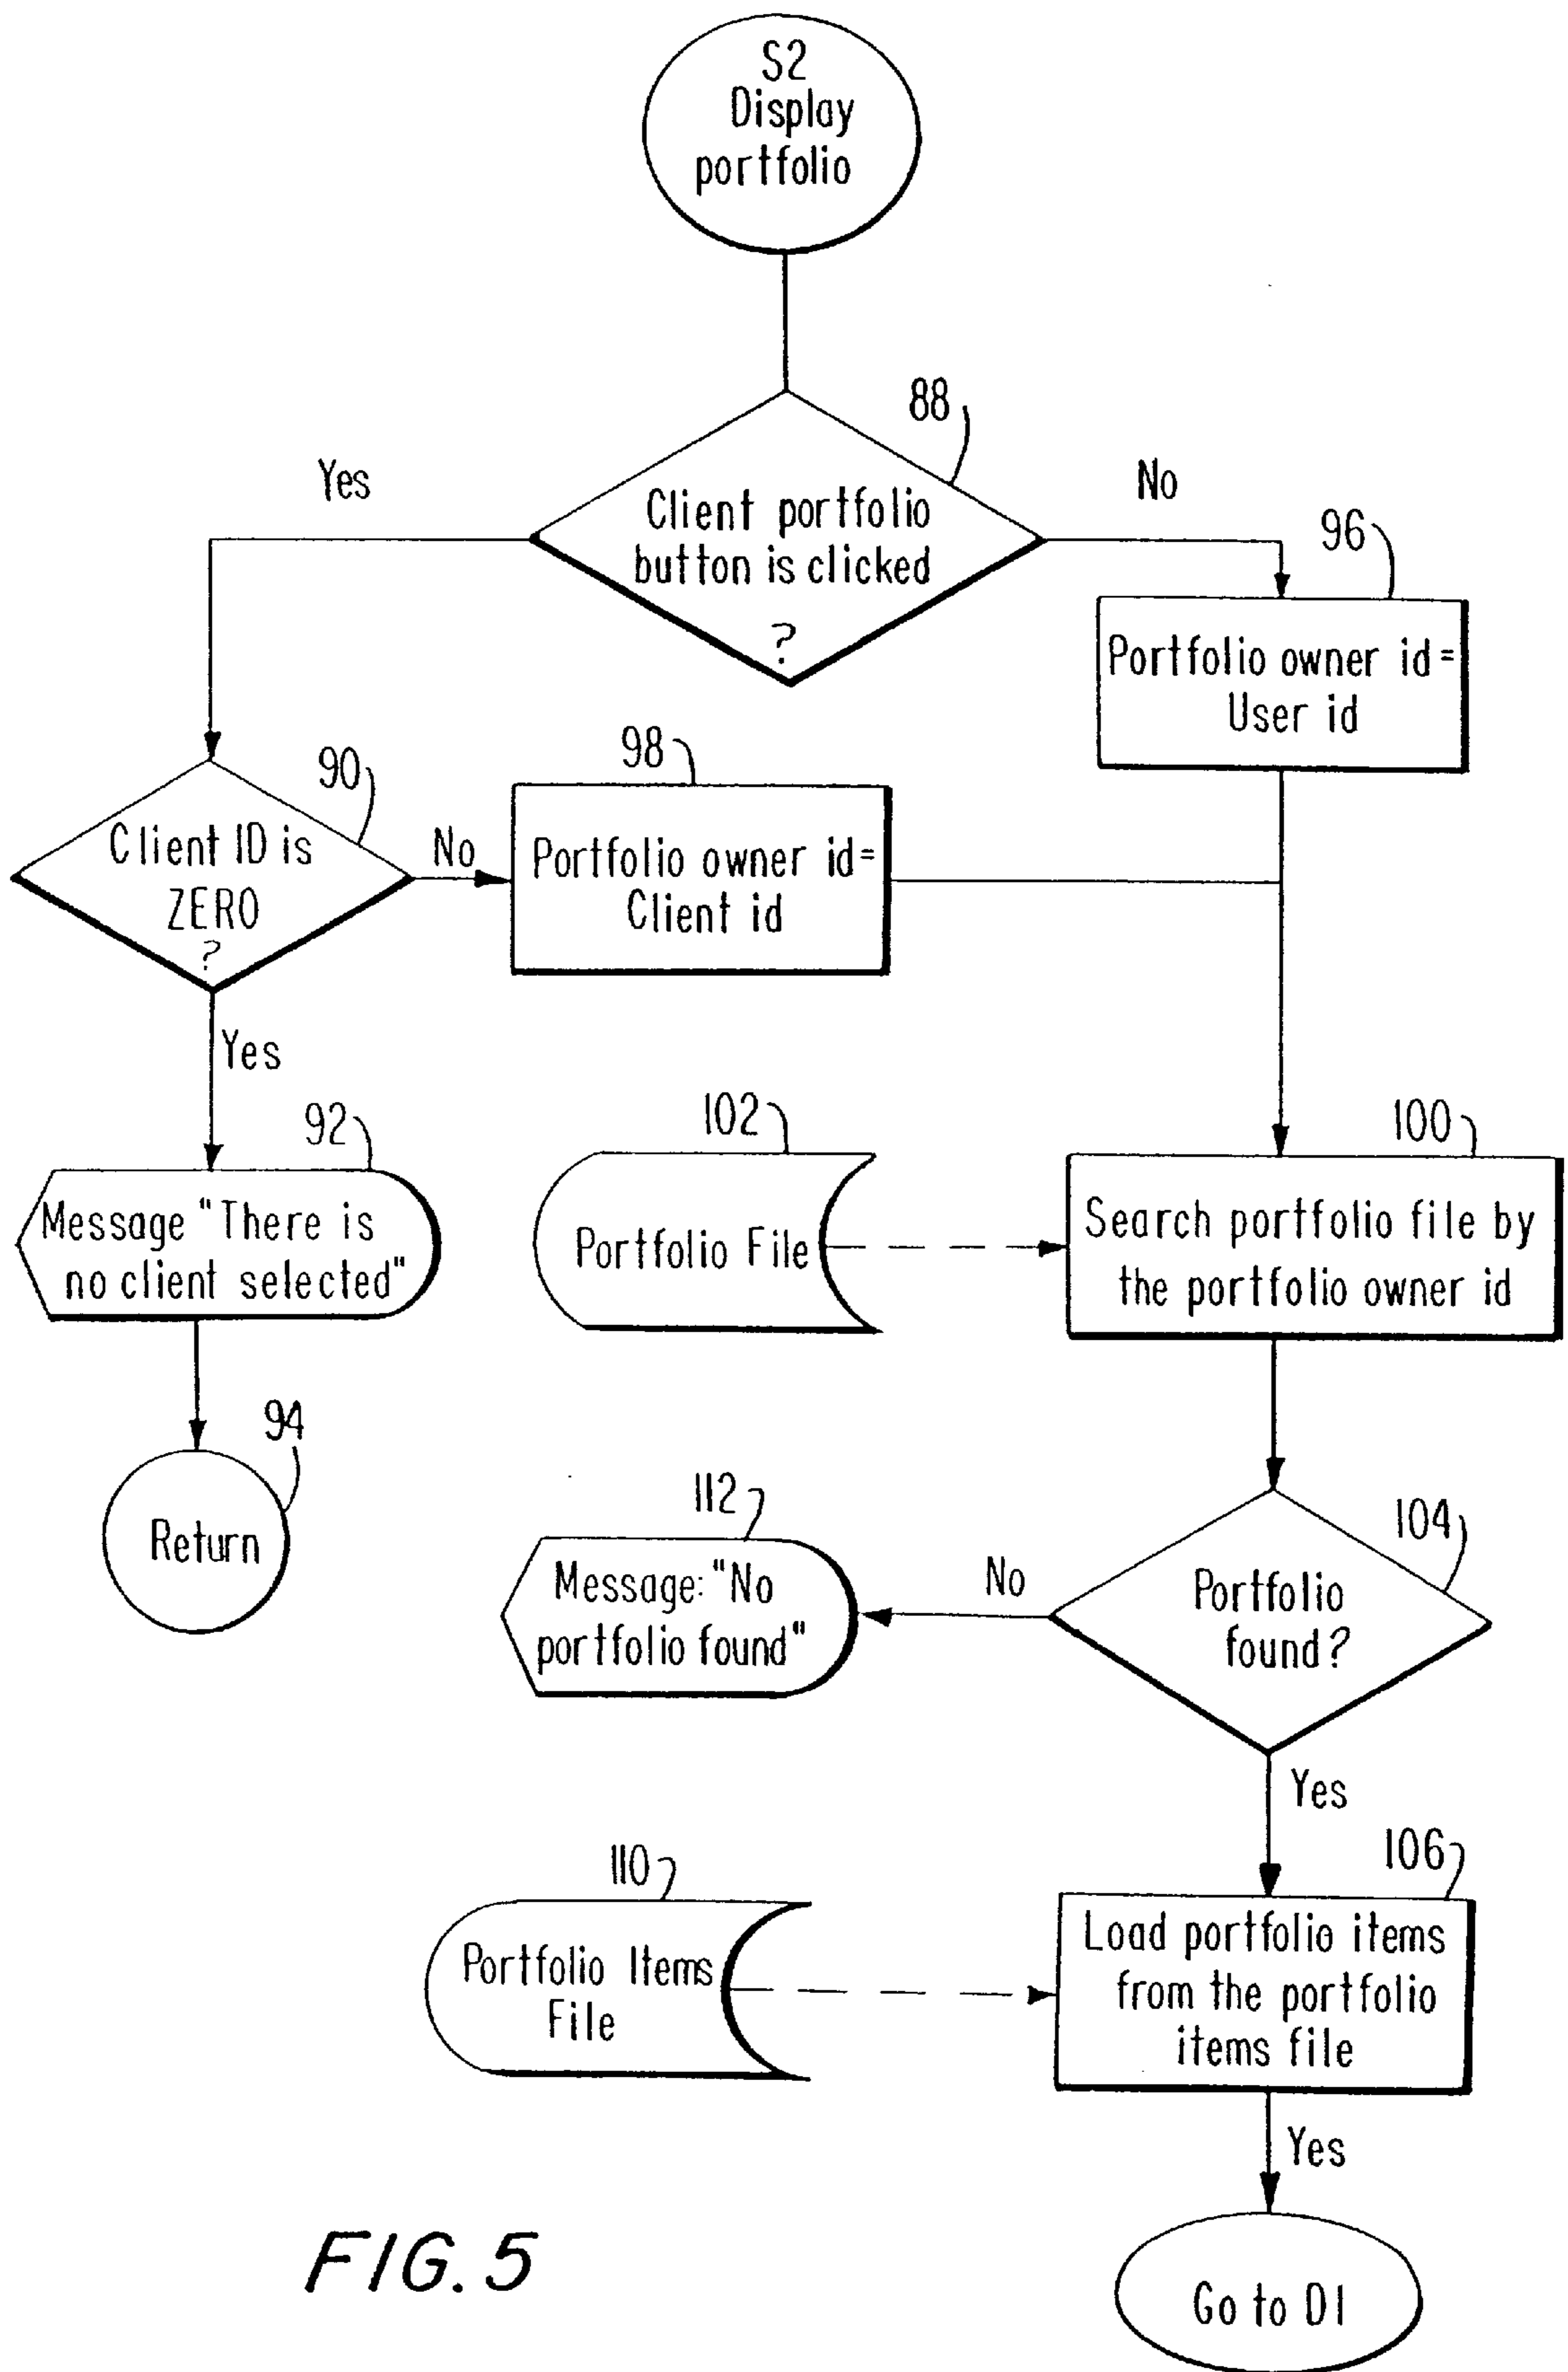 S2
Display
portfolio
88
Yes
No
Client portfolio
button is clicked
?
96
Portfolio owner id=
User id
90
98
Client ID is
ZERO
?
No
Portfolio owner id=
Client id
Yes
92
102
100
Message "There is
no client selected"
Portfolio File
Search portfolio file by
the portfolio owner id
94
Return
112
104
Message: "No
portfolio found"
No
Portfolio
found?
Yes
110
106
Portfolio Items
File
Load portfolio items
from the portfolio
items file
Yes
FIG. 5
Go to D1